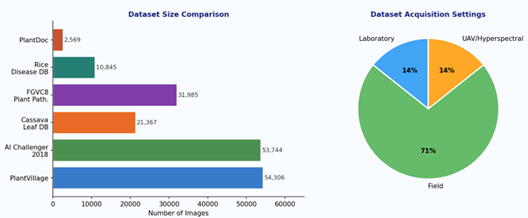 Dataset Size Comparison
PlantDoc
2,569
Rice
Disease DB
10,845
FGVC8
Plant Path.
31,985
Cassava
Leaf DB
21,367
AI Challenger
2018
53,744
PlantVillage
54,306
0 10000 20000 30000 40000 50000 60000
Number of Images
Dataset Acquisition Settings
Laboratory
UAV/Hyperspectral
14%
14%
71%
Field